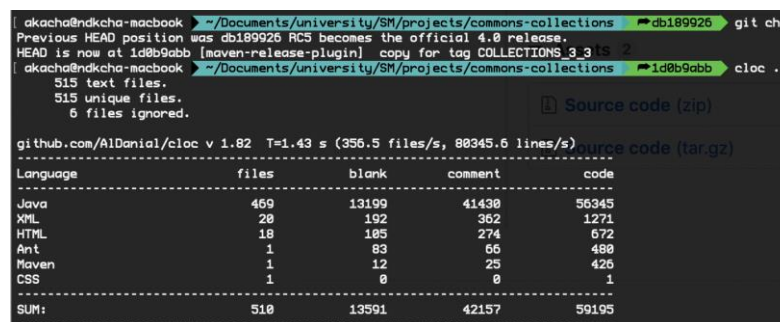 [ akacha@ndkcha-macbook ~/Documents/university/SM/projects/commons-collections db189926 git ch
Previous HEAD position was db189926 RC5 becomes the official 4.0 release.
HEAD is now at 1d0b9abb [maven-release-plugin] copy for tag COLLECTIONS_3_3
Assets 2
[ akacha@ndkcha-macbook ~/Documents/university/SM/projects/commons-collections 1d0b9abb cloc .
515 text files.
515 unique files.
6 files ignored.
Source code (zip)
github.com/AlDanial/cloc v 1.82 T=1.43 s (356.5 files/s, 80345.6 lines/s)
Source code (tar.gz)
-------------------------------------------------------------------------------
Language files blank comment code
-------------------------------------------------------------------------------
Java 469 13199 41430 56345
XML 20 192 362 1271
HTML 18 105 274 672
Ant 1 83 66 480
Maven 1 12 25 426
CSS 1 0 0 1
-------------------------------------------------------------------------------
SUM: 510 13591 42157 59195